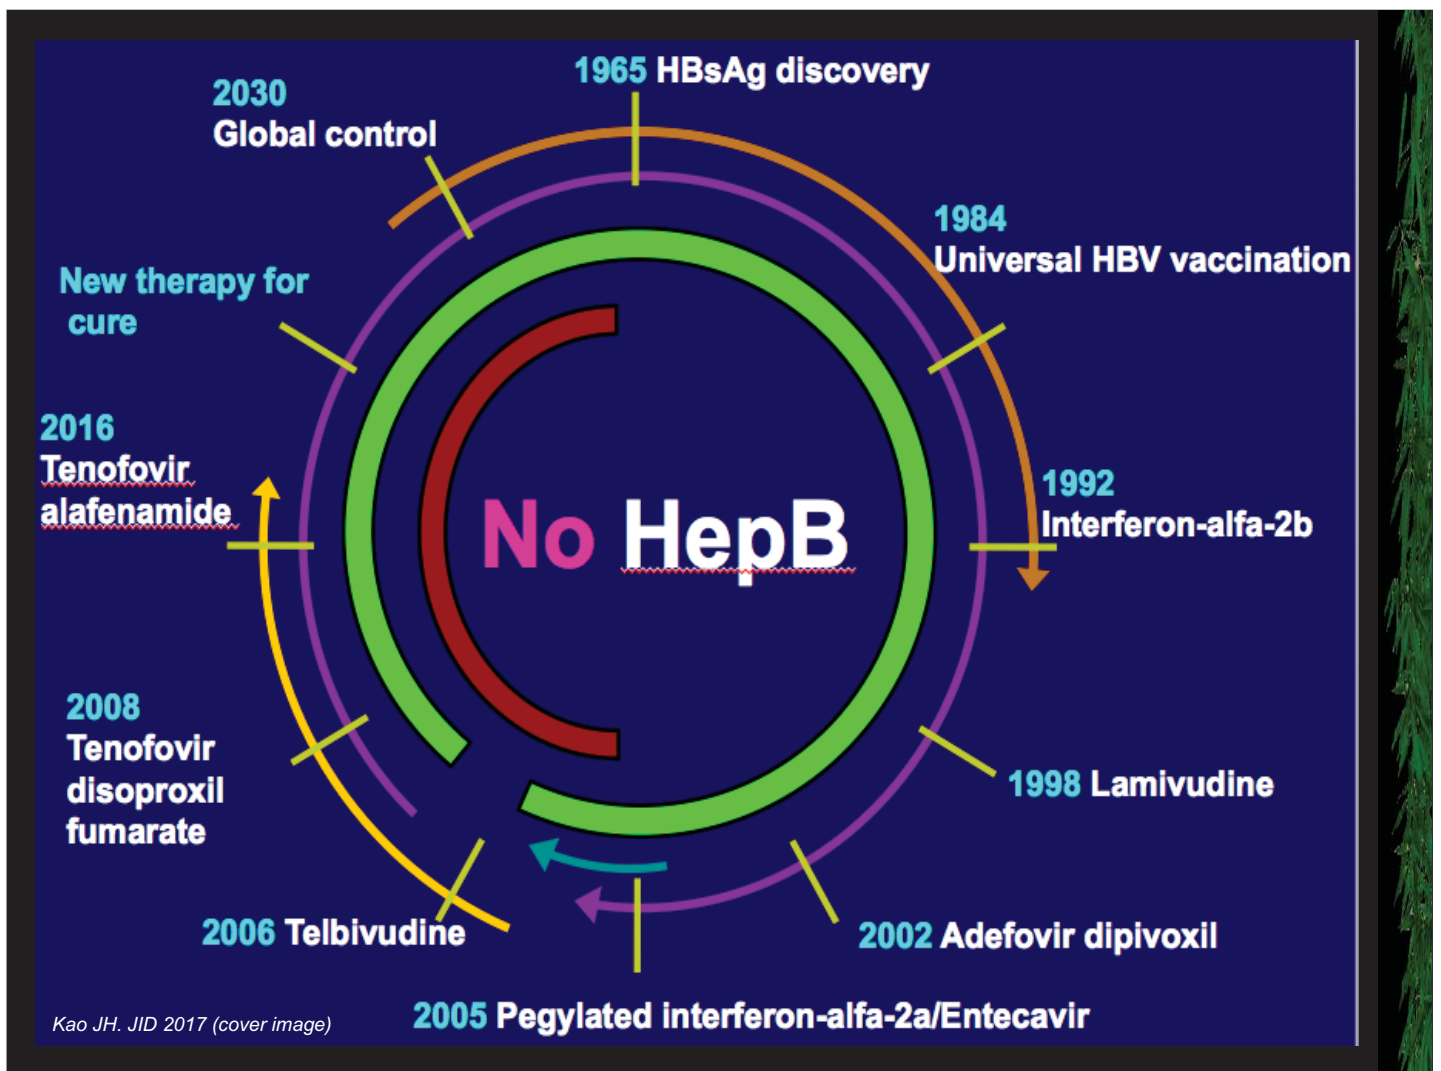 1965 HBsAg discovery
2030
Global control
1984
Universal HBV vaccination
New therapy for
cure
2016
Tenofovir
alafenamide
1992
Interferon-alfa-2b
No HepB
2008
Tenofovir
disoproxil
fumarate
1998 Lamivudine
2006 Telbivudine
2002 Adefovir dipivoxil
2005 Pegylated interferon-alfa-2a/Entecavir
Kao JH. JID 2017 (cover image)